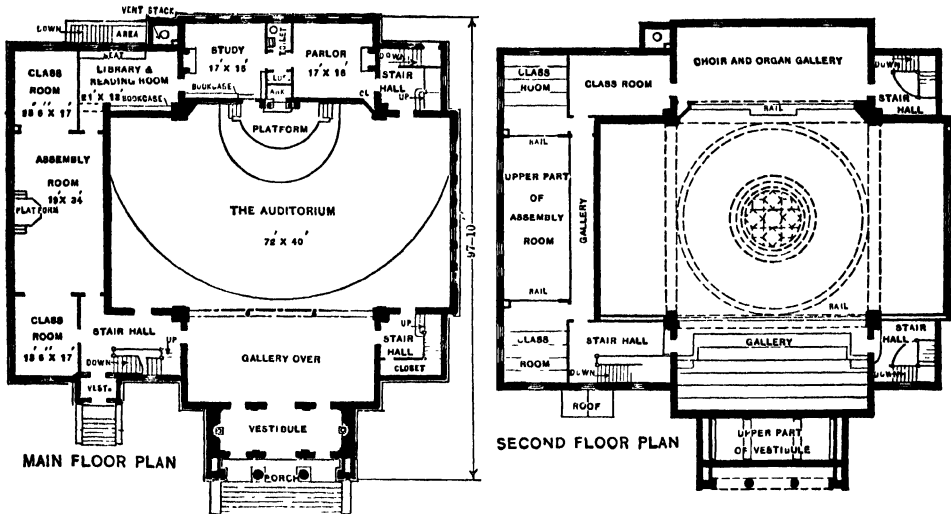 VENT STACK
DOWN
AREA
SEAT
CLASS
ROOM
LIBRARY &
READING ROOM
21' X 18'
BOOKCASE
STUDY
17' X 15'
BOOKCASE
TOILET
PARLOR
17' X 16'
CL
DOWN
STAIR
HALL
UP
ARK
PLATFORM
ASSEMBLY
ROOM
19' X 34'
PLATFORM
THE AUDITORIUM
72' X 40'
97-10"
CLASS
ROOM
STAIR HALL
UP
DOWN
VEST.
GALLERY OVER
UP
STAIR
HALL
CLOSET
VESTIBULE
PORCH
MAIN FLOOR PLAN
CLASS
ROOM
CLASS ROOM
CHOIR AND ORGAN GALLERY
DOWN
STAIR
HALL
RAIL
RAIL
UPPER PART
OF
ASSEMBLY
ROOM
GALLERY
RAIL
RAIL
CLASS
ROOM
STAIR HALL
DOWN
ROOF
GALLERY
STAIR
HALL
DOWN
UPPER PART
OF VESTIBULE
SECOND FLOOR PLAN